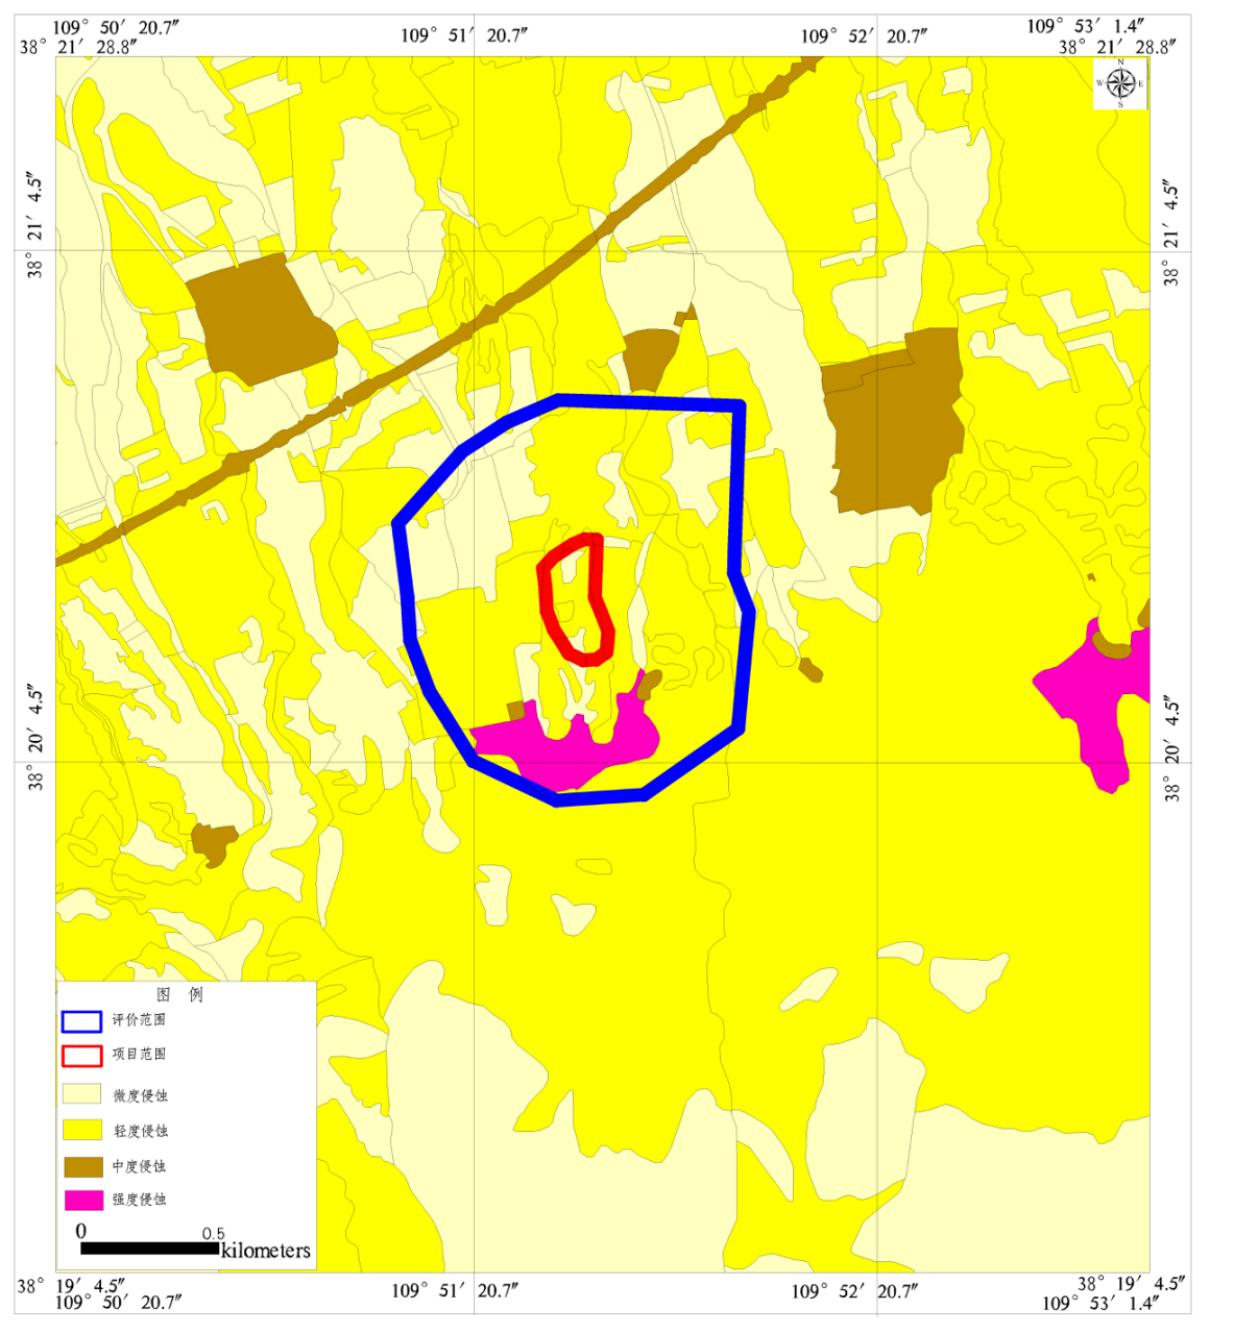 109° 50′ 20.7″
109° 51′ 20.7″
109° 52′ 20.7″
109° 53′ 1.4″
38° 21′ 28.8″
38° 21′ 28.8″
N
W E
S
38° 21′ 4.5″
38° 21′ 4.5″
38° 20′ 4.5″
38° 20′ 4.5″
图 例
评价范围
项目范围
微度侵蚀
轻度侵蚀
中度侵蚀
强度侵蚀
0 0.5
kilometers
38° 19′ 4.5″
109° 51′ 20.7″
109° 52′ 20.7″
38° 19′ 4.5″
109° 50′ 20.7″
109° 53′ 1.4″